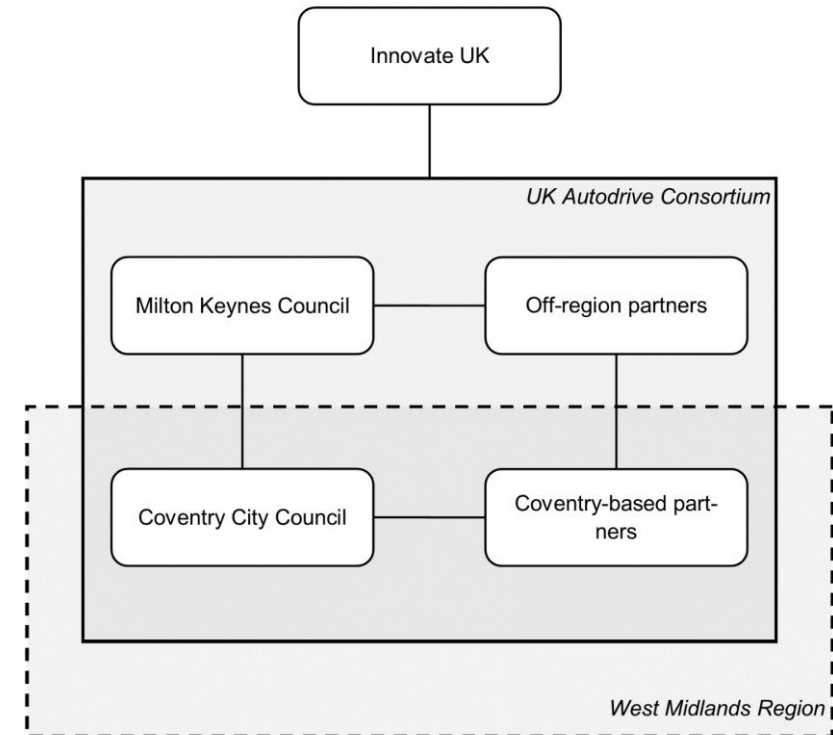 Innovate UK
UK Autodrive Consortium
Milton Keynes Council
Off-region partners
Coventry City Council
Coventry-based part-
ners
West Midlands Region